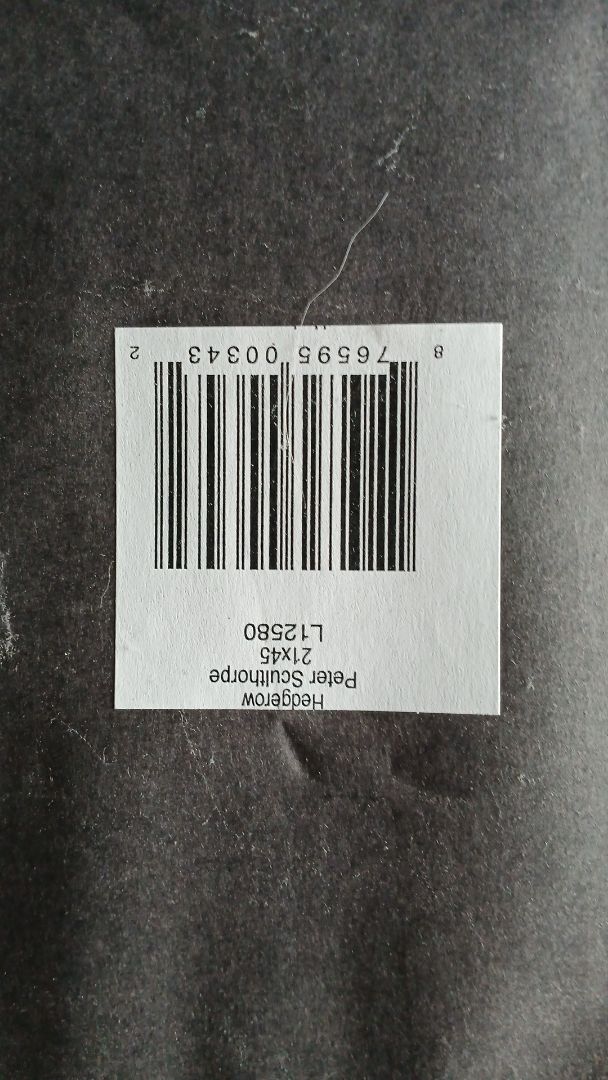 Hedgerow
Peter Sculthorpe
21x45
L12580
8 76595 00343 2